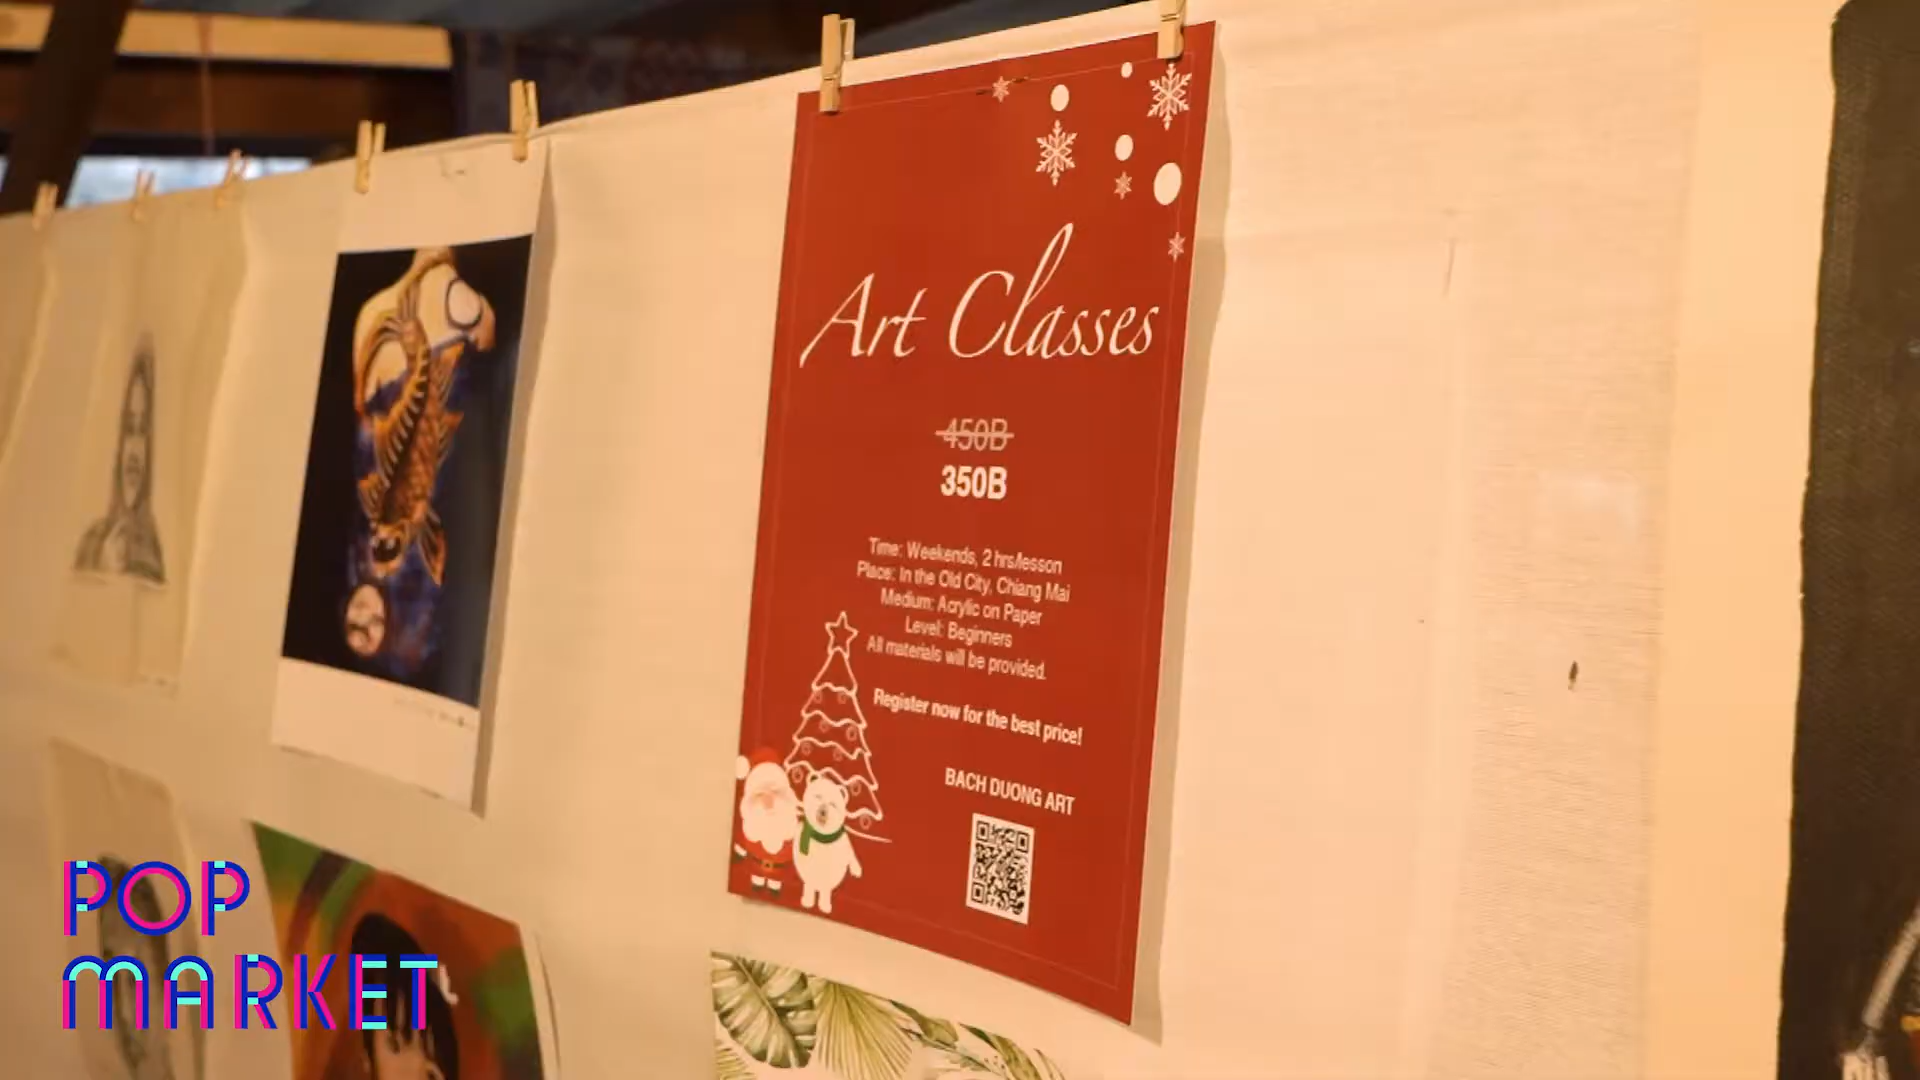 Art Classes
450B
350B
Time: Weekends, 2 hrs/lesson
Place: In the Old City, Chiang Mai
Medium: Acrylic on Paper
Level: Beginners
All materials will be provided.
Register now for the best price!
BACH DUONG ART
POP
MARKET